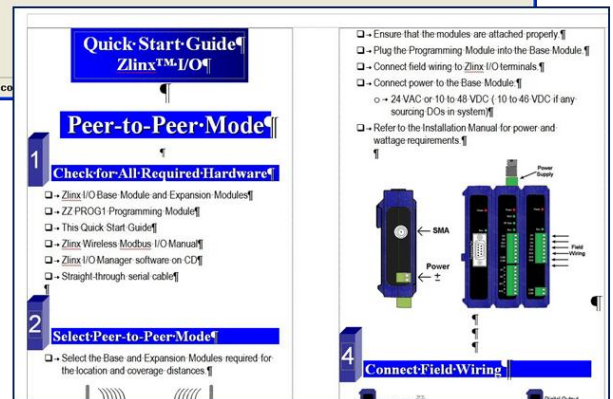 co
Quick Start Guide¶
Zlinx™ I/O¶
¶
Peer-to-Peer Mode¶
¶
1
Check for All Required Hardware¶
❑→Zlinx I/O Base Module and Expansion Modules¶
❑→ZZ PROG1 Programming Module¶
❑→This Quick Start Guide¶
❑→Zlinx Wireless Modbus I/O Manual¶
❑→Zlinx I/O Manager software on CD¶
❑→Straight-through serial cable¶
¶
2
Select Peer-to-Peer Mode¶
❑→Select the Base and Expansion Modules required for
the location and coverage distances.¶
❑→Ensure that the modules are attached properly.¶
❑→Plug the Programming Module into the Base Module.¶
❑→Connect field wiring to Zlinx I/O terminals.¶
❑→Connect power to the Base Module:¶
○→24 VAC or 10 to 48 VDC ( 10 to 46 VDC if any
sourcing DOs in system)¶
❑→Refer to the Installation Manual for power and
wattage requirements.¶
¶
Power
Supply
SMA
Power
±
Field
Wiring
¶
¶
¶
¶
4
Connect Field Wiring¶
Digital Output